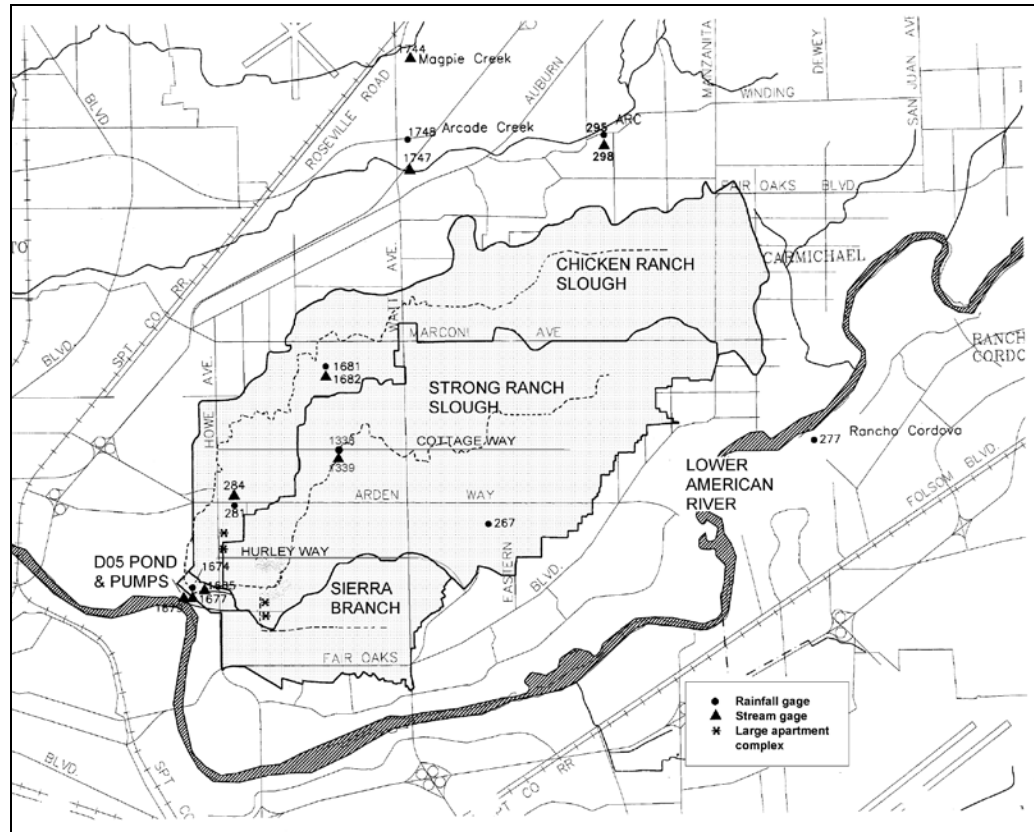 1744
Magpie Creek
MANZANITA
DEWEY
SAN JUAN AVE
BLVD
ROSEVILLE ROAD
AUBURN
WINDING
1748 Arcade Creek
295 ARC
298
1747
FAIR OAKS BLVD.
CHICKEN RANCH
SLOUGH
CARMICHAEL
WATT AVE.
MARCONI AVE
SPT CO RR
BLVD.
HOWE AVE.
1681
1682
STRONG RANCH
SLOUGH
RANCH
CORDO
COTTAGE WAY
1339
277 Rancho Cordova
LOWER
AMERICAN
RIVER
FOLSOM BLVD.
284
281
ARDEN WAY
267
HURLEY WAY
D05 POND
& PUMPS
1674
1677
SIERRA
BRANCH
EASTERN
BLVD.
FAIR OAKS
Rainfall gage
Stream gage
Large apartment
complex
BLVD.
SPT CO
PT CO RR